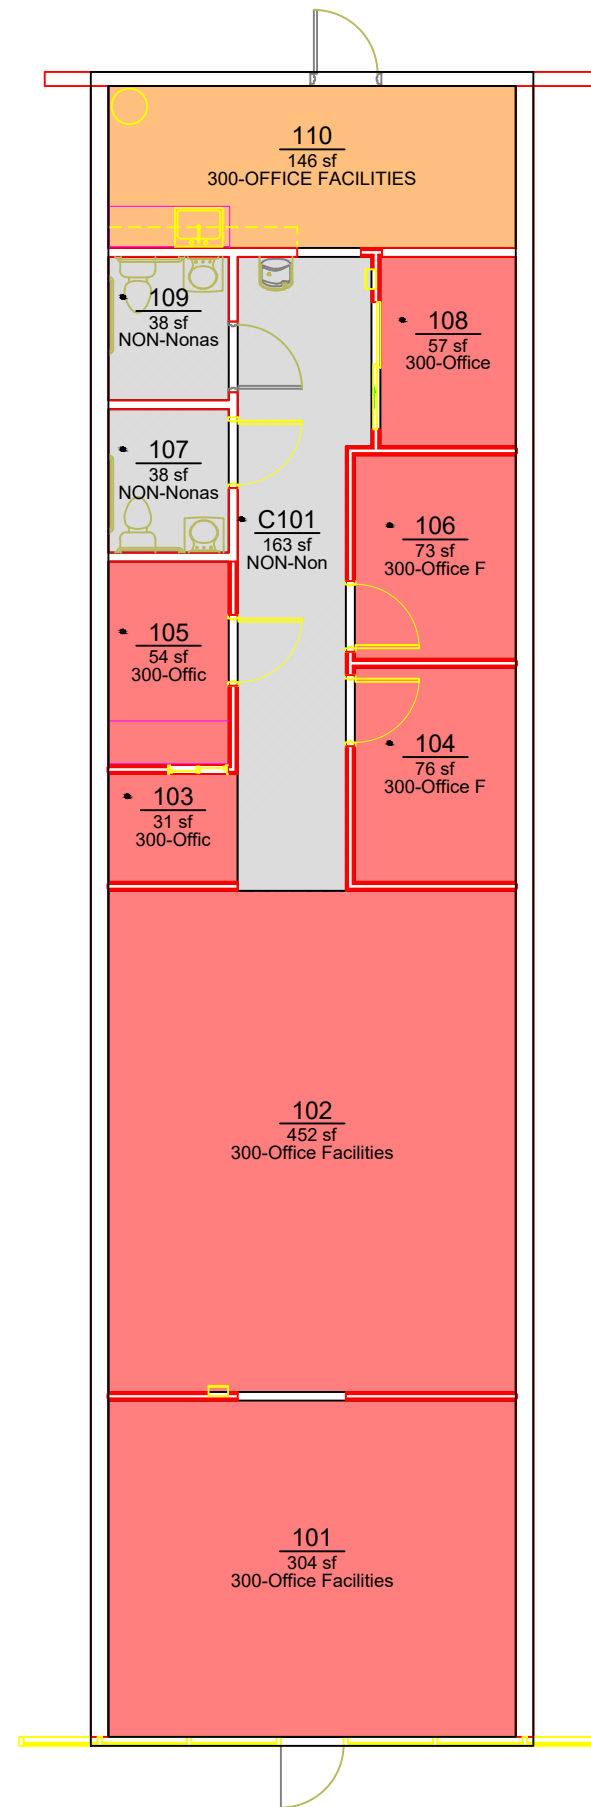 110
146 sf
300-OFFICE FACILITIES
109
38 sf
NON-Nonas
108
57 sf
300-Office
107
38 sf
NON-Nonas
C101
163 sf
NON-Non
106
73 sf
300-Office F
105
54 sf
300-Offic
104
76 sf
300-Office F
103
31 sf
300-Offic
102
452 sf
300-Office Facilities
101
304 sf
300-Office Facilities